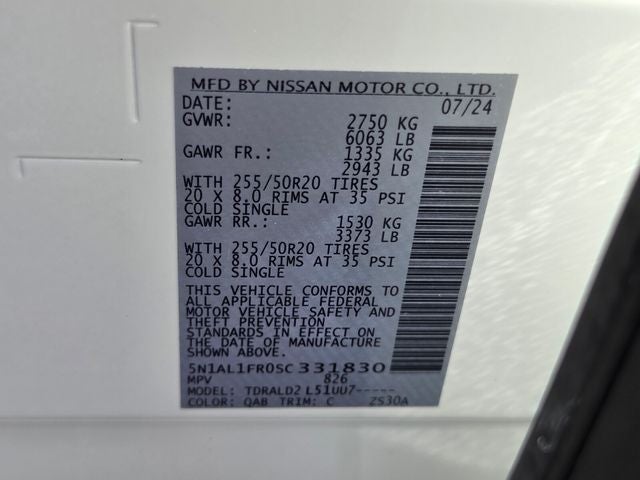 MFD BY NISSAN MOTOR CO., LTD.
DATE: 07/24
GVWR: 2750 KG
6063 LB
GAWR FR.: 1335 KG
2943 LB
WITH 255/50R20 TIRES
20 X 8.0 RIMS AT 35 PSI
COLD SINGLE
GAWR RR.: 1530 KG
3373 LB
WITH 255/50R20 TIRES
20 X 8.0 RIMS AT 35 PSI
COLD SINGLE
THIS VEHICLE CONFORMS TO
ALL APPLICABLE FEDERAL
MOTOR VEHICLE SAFETY AND
THEFT PREVENTION
STANDARDS IN EFFECT ON
THE DATE OF MANUFACTURE
SHOWN ABOVE.
5N1AL1FR0SC331830
MPV 826
MODEL: TDRALD2 L51UU7-----
COLOR: QAB TRIM: C ZS30A